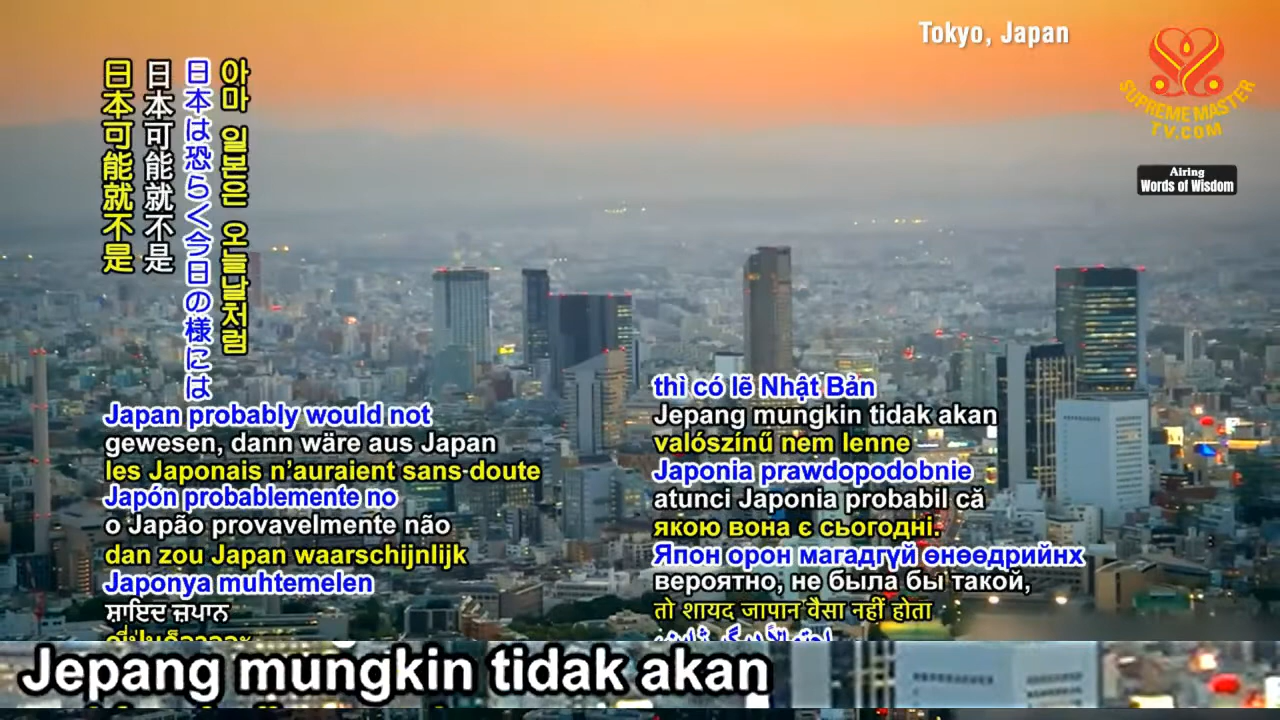 Tokyo, Japan
SUPREME MASTER
TV.COM
Airing
Words of Wisdom
日本可能就不是
日本可能就不是
日本は恐らく今日の様には
아마 일본은 오늘날처럼
Japan probably would not
gewesen, dann wäre aus Japan
les Japonais n’auraient sans-doute
Japón probablemente no
o Japão provavelmente não
dan zou Japan waarschijnlijk
Japonya muhtemelen
ਸ਼ਾਇਦ ਜਪਾਨ
thì có lẽ Nhật Bản
Jepang mungkin tidak akan
valószínű nem lenne
Japonia prawdopodobnie
atunci Japonia probabil că
якою вона є сьогодні.
Япон орон магадгүй өнөөдрийнх
вероятно, не была бы такой,
तो शायद जापान वैसा नहीं होता
Jepang mungkin tidak akan